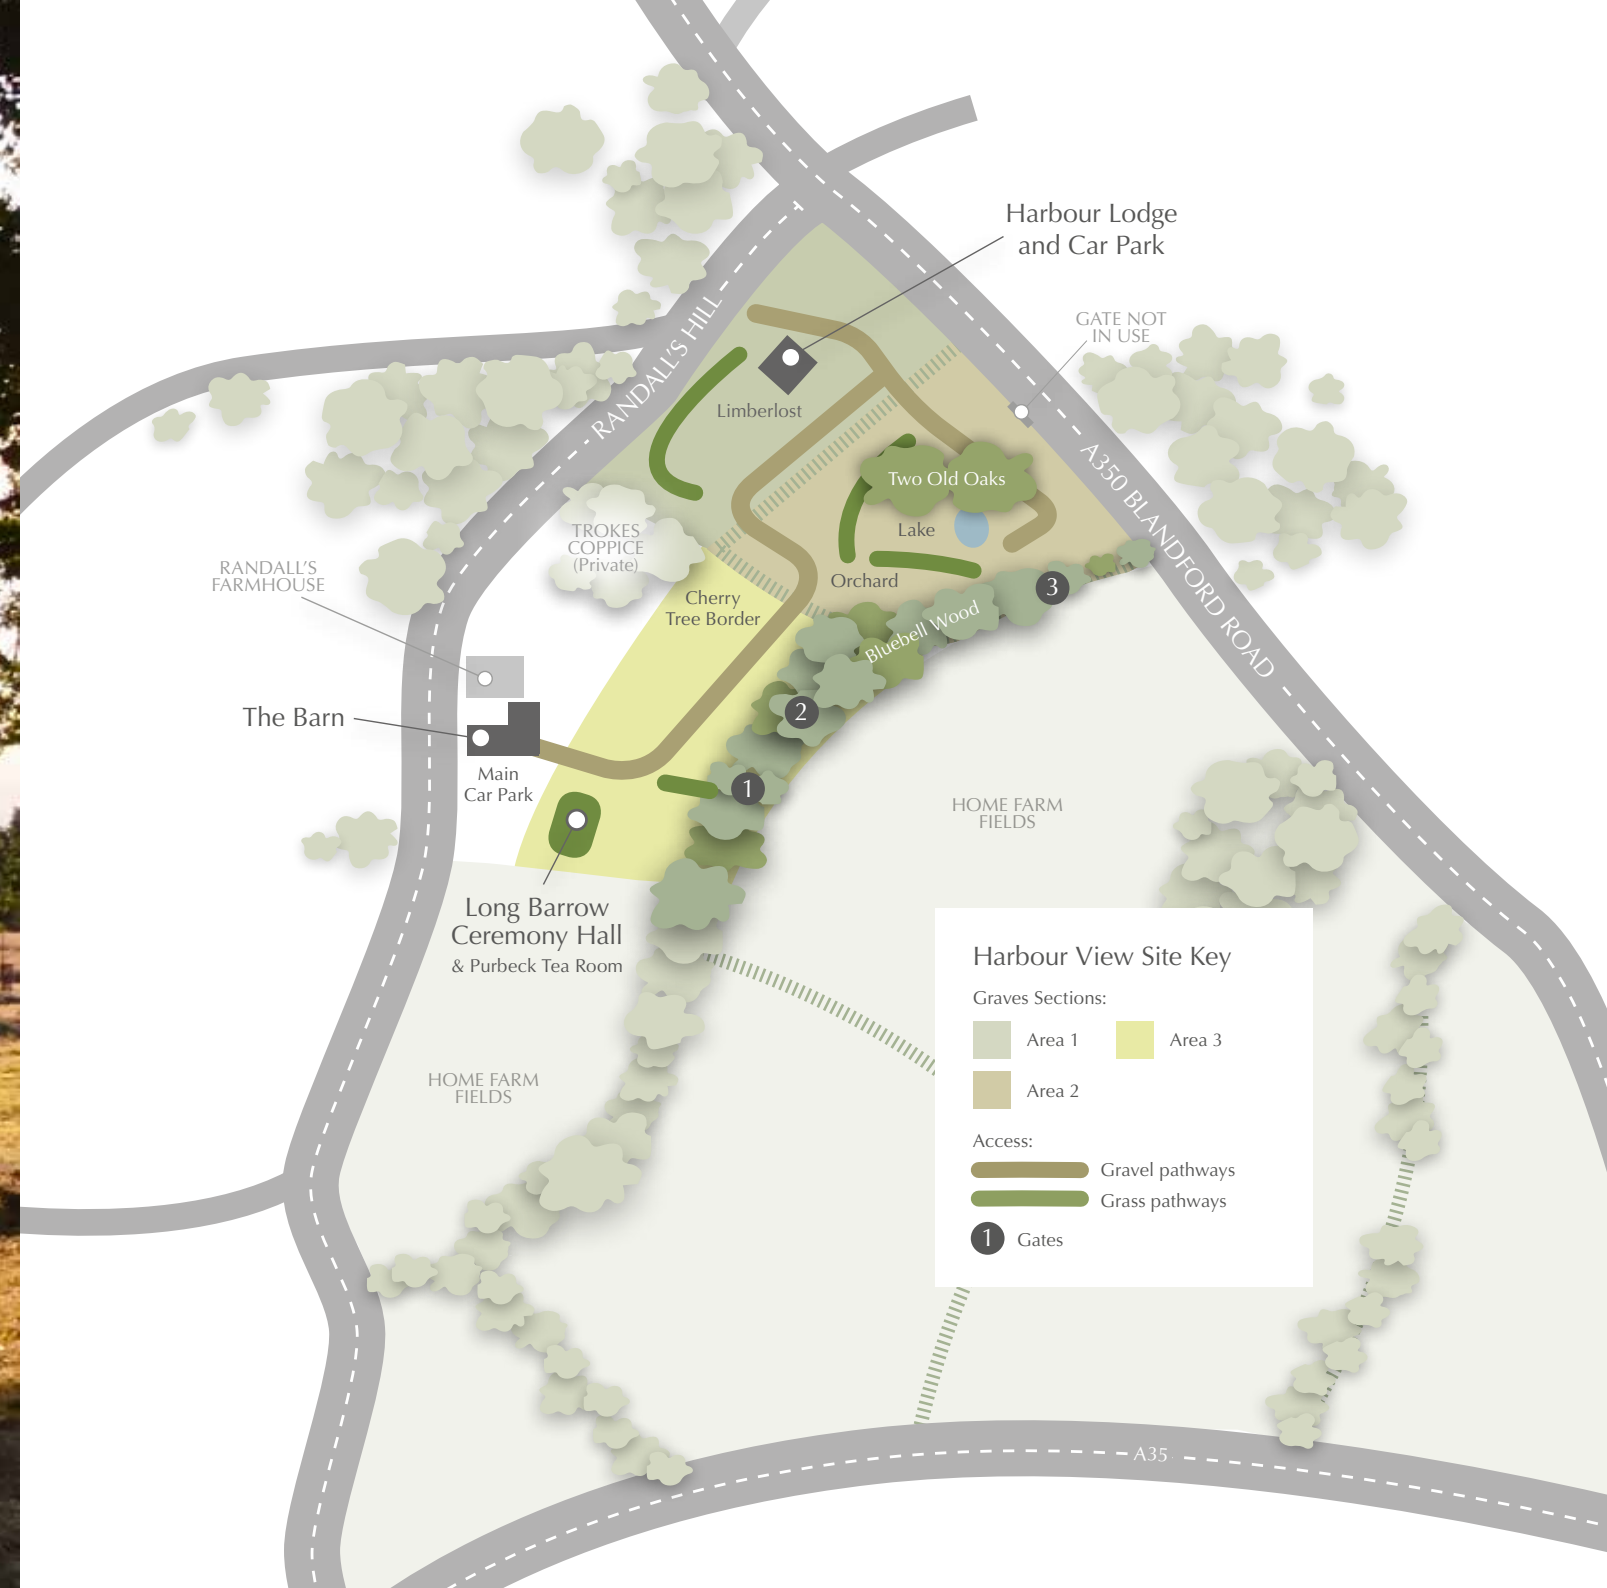 Harbour Lodge
and Car Park
GATE NOT
IN USE
RANDALL'S HILL
Limberlost
A350 BLANDFORD ROAD
Two Old Oaks
Lake
TROKES
COPPICE
(Private)
RANDALL'S
FARMHOUSE
Orchard
Cherry
Tree Border
3
Bluebell Wood
2
The Barn
Main
Car Park
1
HOME FARM
FIELDS
Long Barrow
Ceremony Hall
& Purbeck Tea Room
HOME FARM
FIELDS
Harbour View Site Key
Graves Sections:
Area 1
Area 3
Area 2
Access:
Gravel pathways
Grass pathways
1 Gates
A35